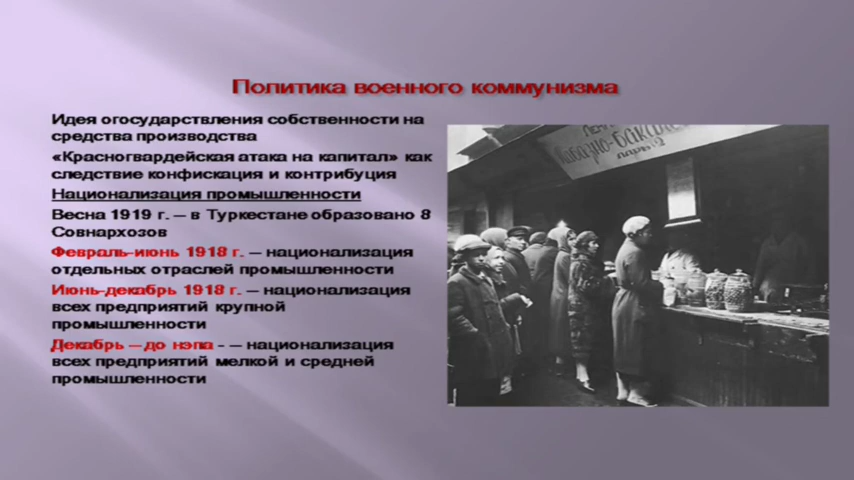 Политика военного коммунизма
Идея огосударствления собственности на
средства производства
«Красногвардейская атака на капитал» как
следствие конфискация и контрибуция
Национализация промышленности
Весна 1919 г. – в Туркестане образовано 8
Совнархозов
Февраль-июнь 1918 г. – национализация
отдельных отраслей промышленности
Июнь-декабрь 1918 г. – национализация
всех предприятий крупной
промышленности
Декабрь – до нэпа - – национализация
всех предприятий мелкой и средней
промышленности